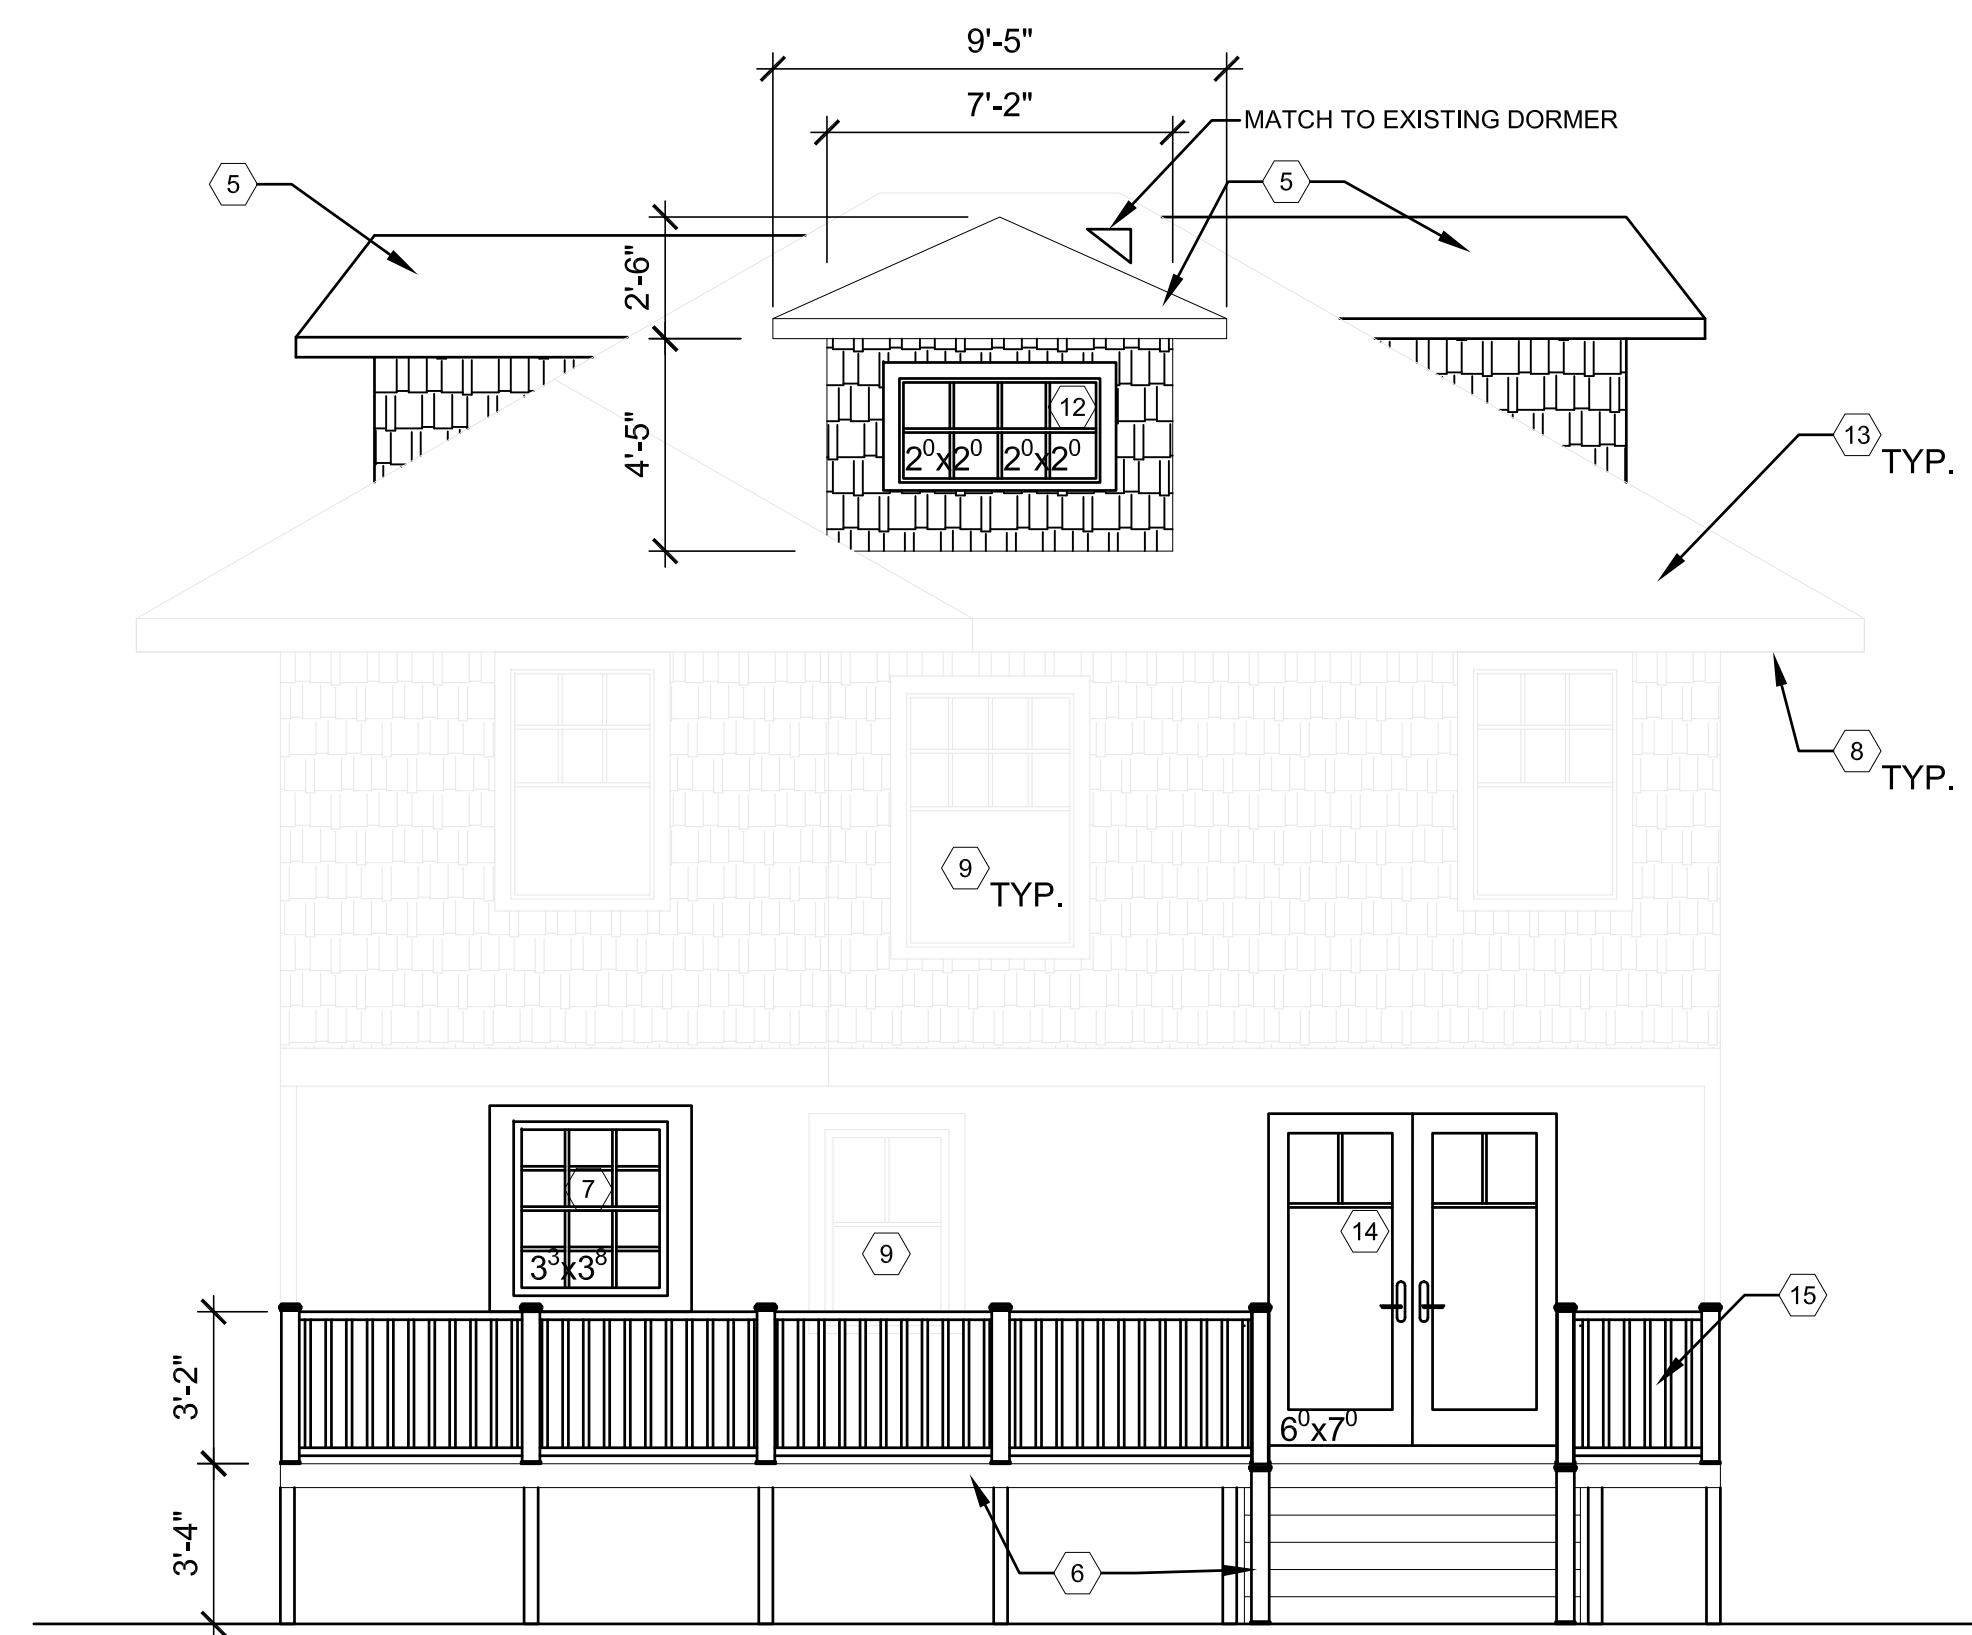 9'-5"
7'-2"
MATCH TO EXISTING DORMER
5
5
2'-6"
4'-5"
12
2⁰x2⁰ 2⁰x2⁰
13
TYP.
8
TYP.
9
TYP.
7
3³x3⁸
9
14
15
6⁰x7⁰
3'-2"
3'-4"
6